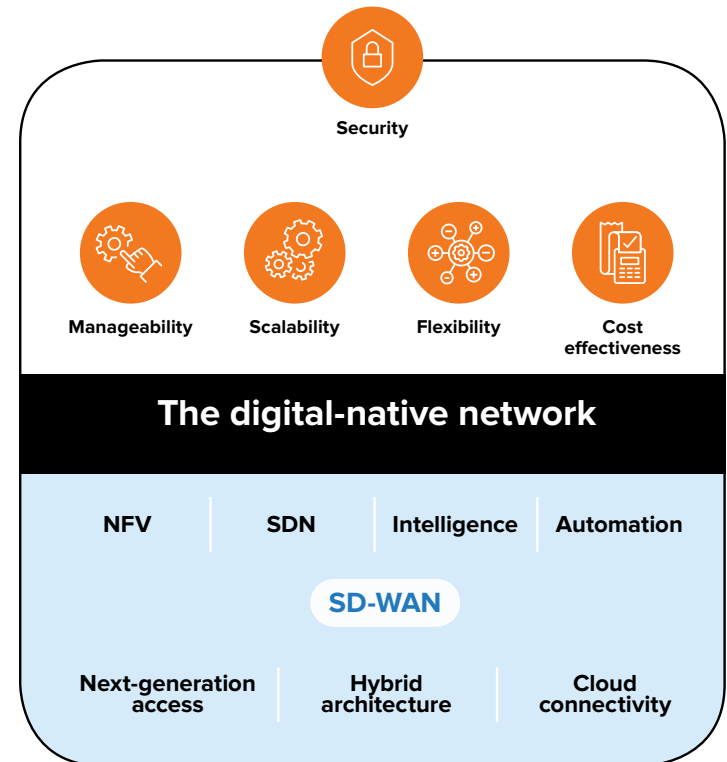 Security
Manageability
Scalability
Flexibility
Cost
effectiveness
The digital-native network
NFV
SDN
Intelligence
Automation
SD-WAN
Next-generation
access
Hybrid
architecture
Cloud
connectivity